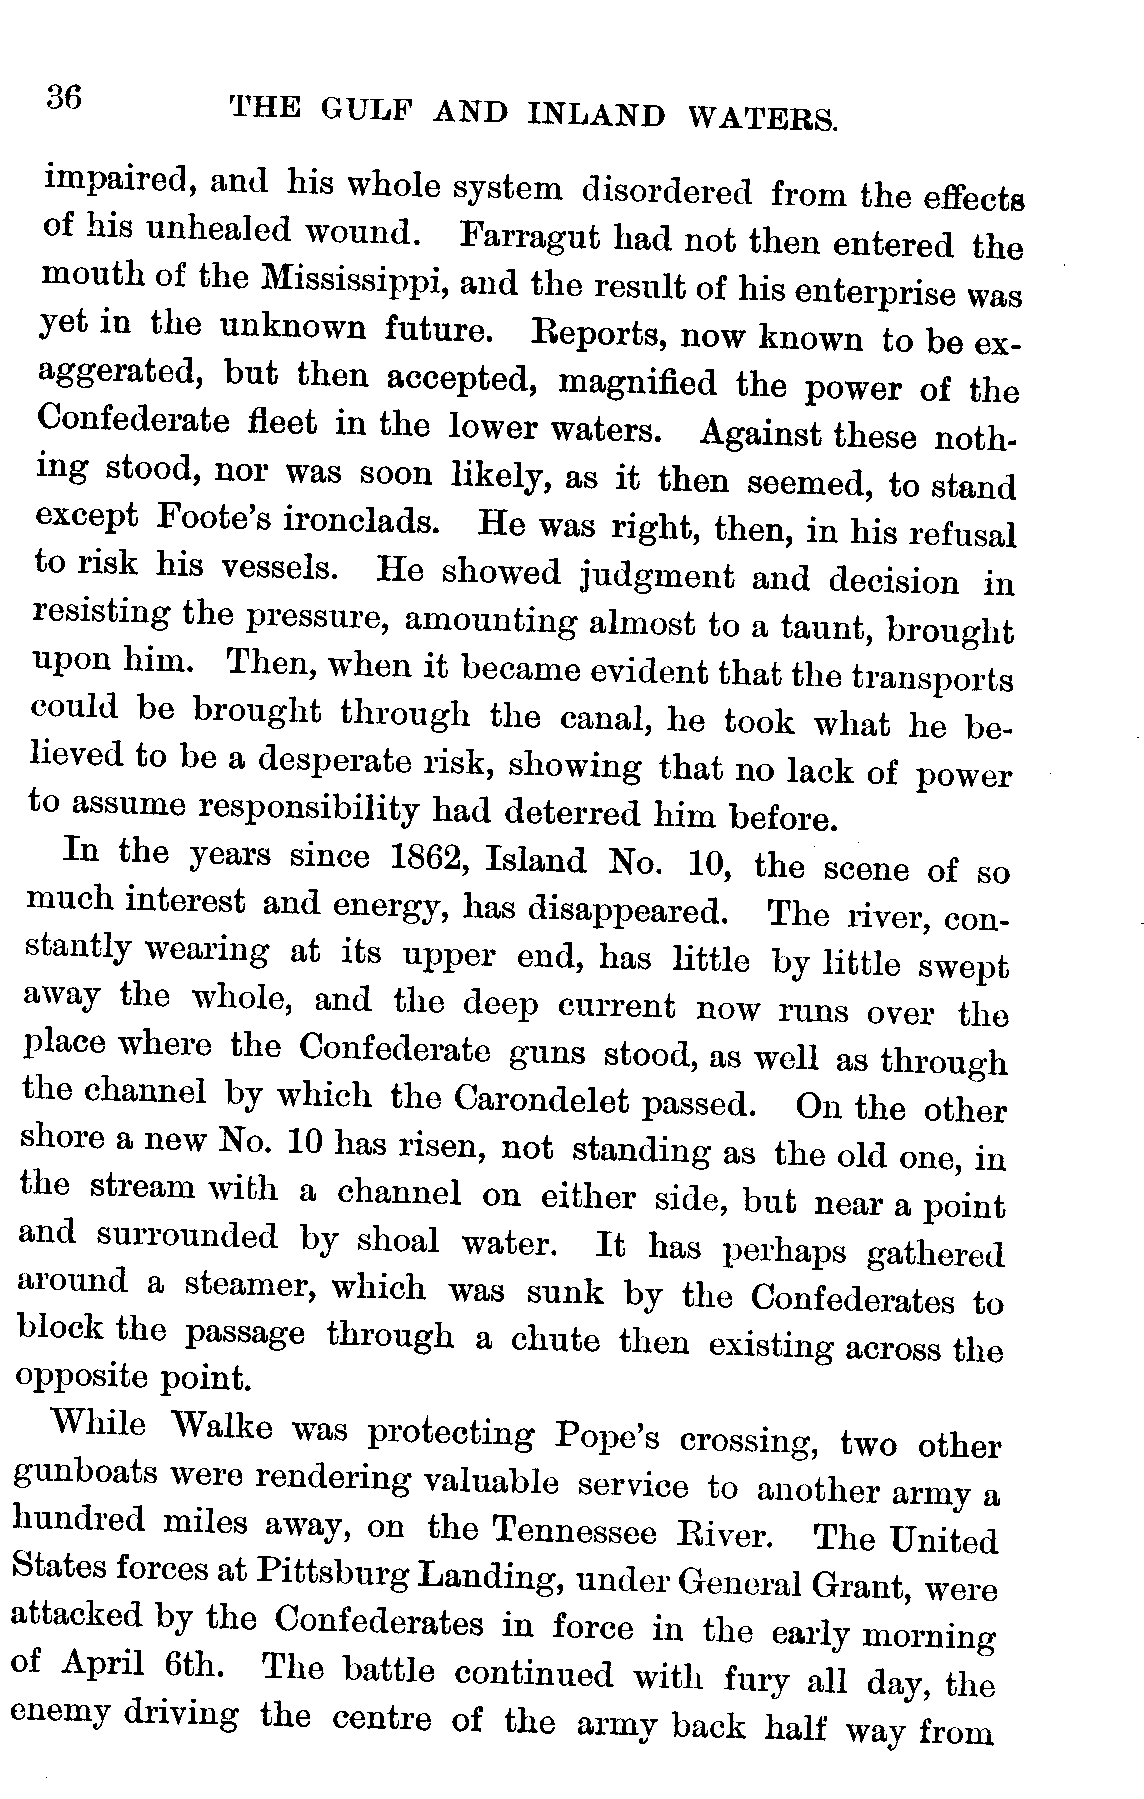 36 THE GULF AND INLAND WATERS.
impaired, and his whole system disordered from the effects
of his unhealed wound. Farragut had not then entered the
mouth of the Mississippi, and the result of his enterprise was
yet in the unknown future. Reports, now known to be ex-
aggerated, but then accepted, magnified the power of the
Confederate fleet in the lower waters. Against these noth-
ing stood, nor was soon likely, as it then seemed, to stand
except Foote's ironclads. He was right, then, in his refusal
to risk his vessels. He showed judgment and decision in
resisting the pressure, amounting almost to a taunt, brought
upon him. Then, when it became evident that the transports
could be brought through the canal, he took what he be-
lieved to be a desperate risk, showing that no lack of power
to assume responsibility had deterred him before.
In the years since 1862, Island No. 10, the scene of so
much interest and energy, has disappeared. The river, con-
stantly wearing at its upper end, has little by little swept
away the whole, and the deep current now runs over the
place where the Confederate guns stood, as well as through
the channel by which the Carondelet passed. On the other
shore a new No. 10 has risen, not standing as the old one, in
the stream with a channel on either side, but near a point
and surrounded by shoal water. It has perhaps gathered
around a steamer, which was sunk by the Confederates to
block the passage through a chute then existing across the
opposite point.
While Walke was protecting Pope's crossing, two other
gunboats were rendering valuable service to another army a
hundred miles away, on the Tennessee River. The United
States forces at Pittsburg Landing, under General Grant, were
attacked by the Confederates in force in the early morning
of April 6th. The battle continued with fury all day, the
enemy driving the centre of the army back half way from